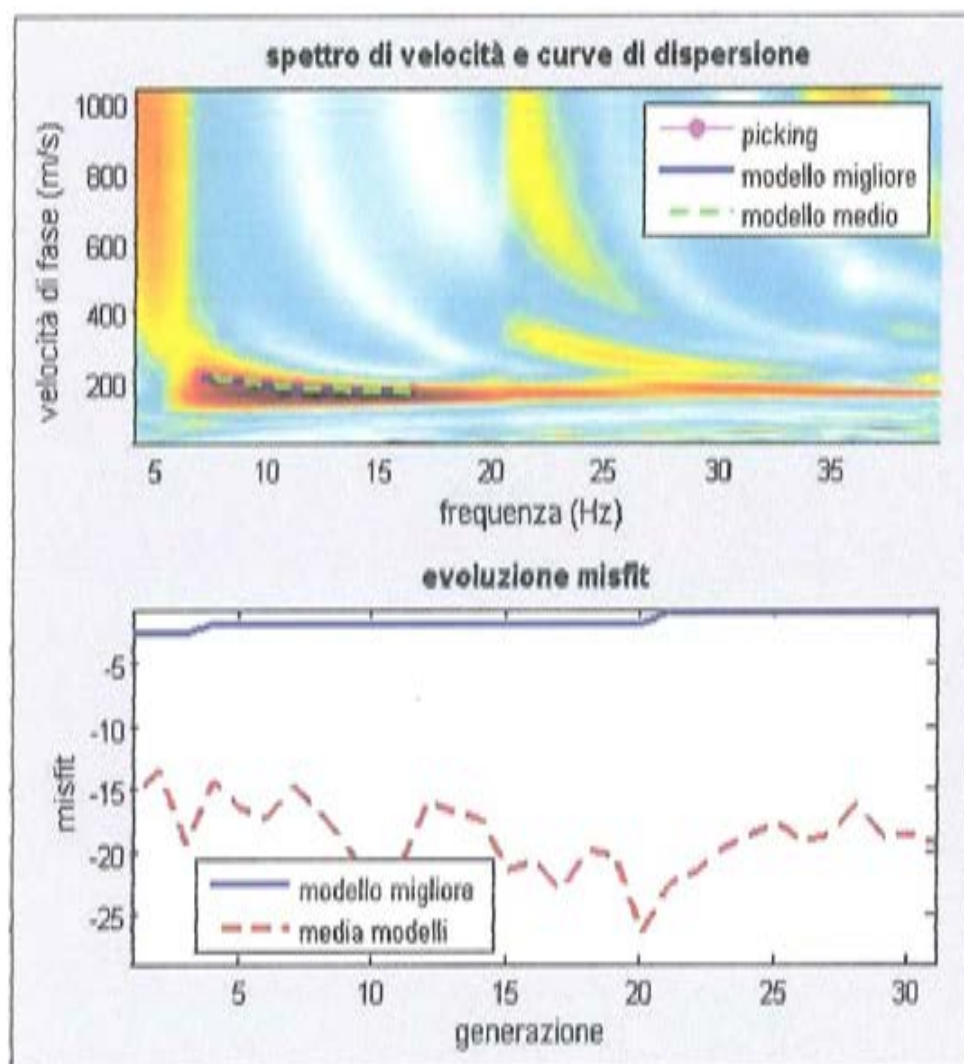 spettro di velocità e curve di dispersione
1000
800
600
400
200
velocità di fase (m/s)
picking
modello migliore
modello medio
5 10 15 20 25 30 35
frequenza (Hz)
evoluzione misfit
-5
-10
-15
-20
-25
misfit
modello migliore
media modelli
5 10 15 20 25 30
generazione